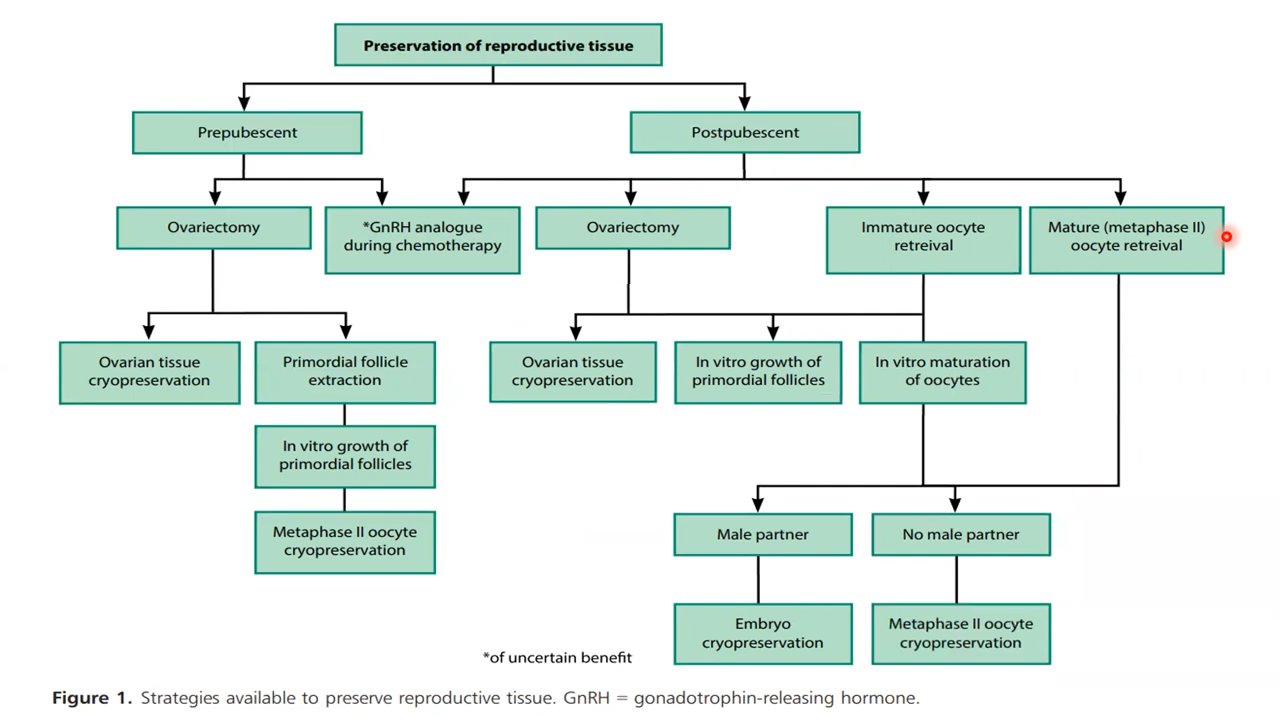 Preservation of reproductive tissue
Prepubescent
Postpubescent
Ovariectomy
*GnRH analogue
during chemotherapy
Ovariectomy
Immature oocyte
retreival
Mature (metaphase II)
oocyte retreival
Ovarian tissue
cryopreservation
Primordial follicle
extraction
Ovarian tissue
cryopreservation
In vitro growth of
primordial follicles
In vitro maturation
of oocytes
In vitro growth of
primordial follicles
Metaphase II oocyte
cryopreservation
Male partner
No male partner
Embryo
cryopreservation
Metaphase II oocyte
cryopreservation
*of uncertain benefit
Figure 1. Strategies available to preserve reproductive tissue. GnRH = gonadotrophin-releasing hormone.